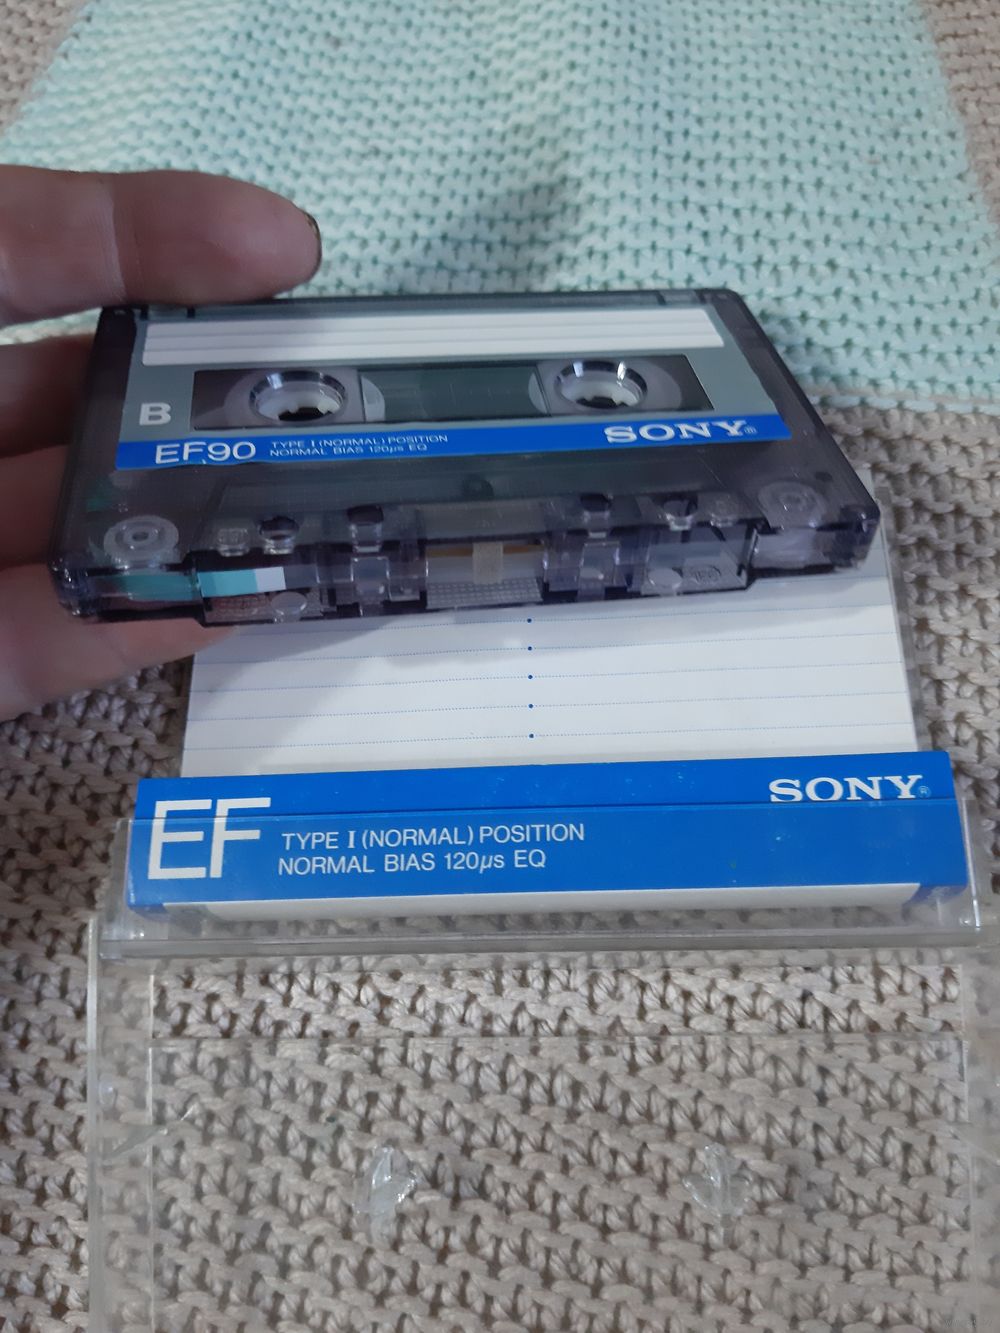 B
EF90 TYPE I (NORMAL) POSITION
NORMAL BIAS 120µs EQ
SONY®
EF TYPE I (NORMAL) POSITION
NORMAL BIAS 120µs EQ
SONY®